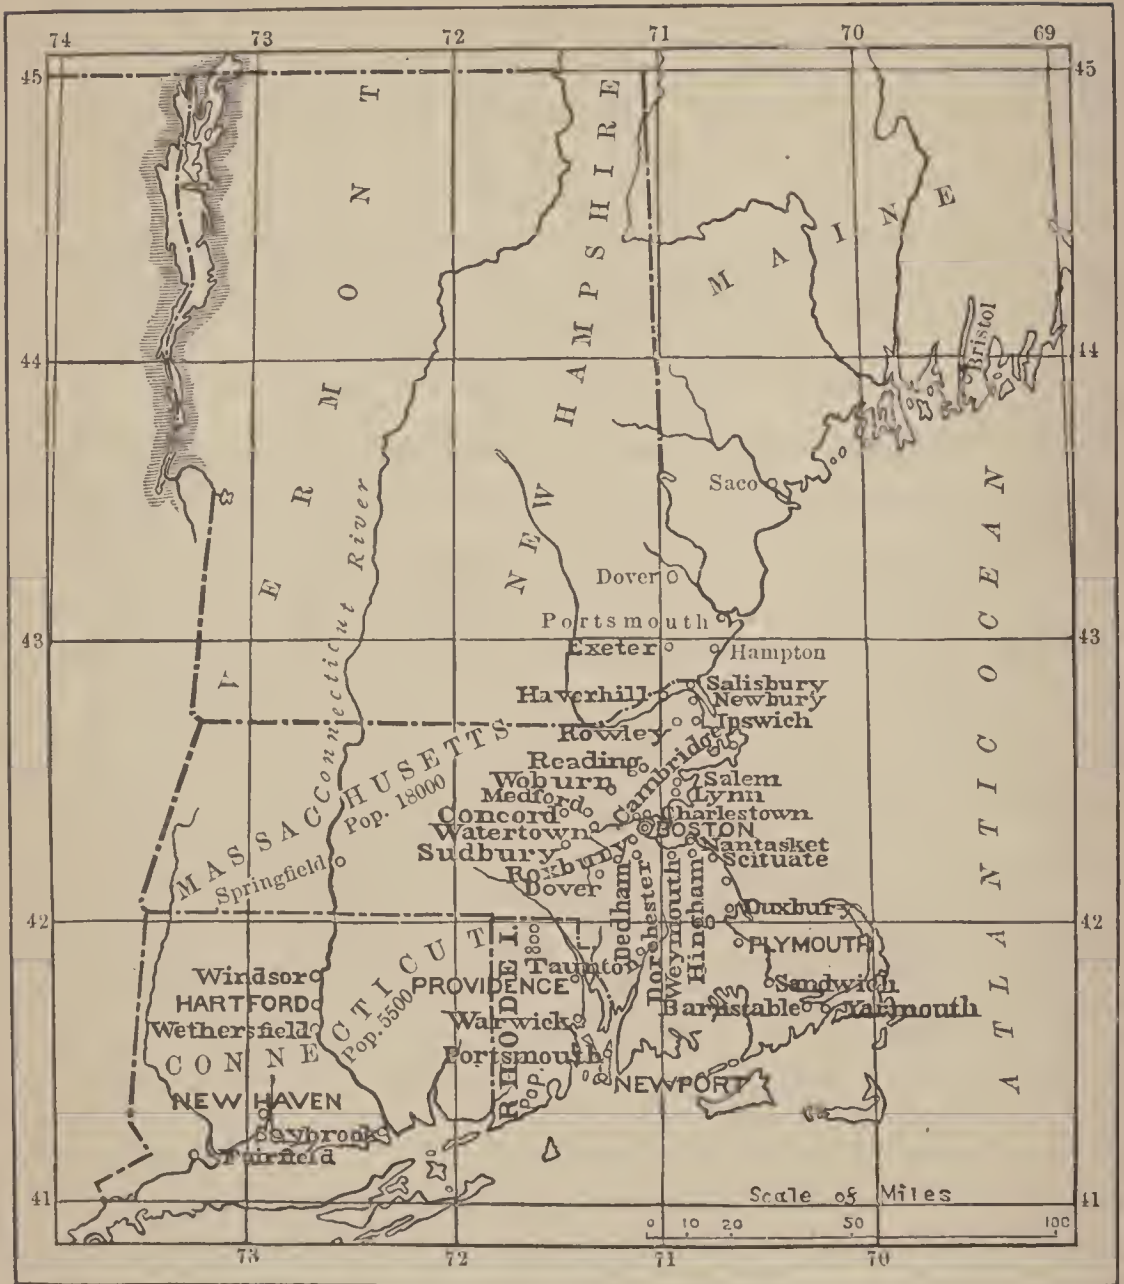 74 73 72 71 70 69
45 45
VERMONT
NEW HAMPSHIRE
MAINE
Bristol
44 44
Connecticut River
Saco
ATLANTIC OCEAN
Dover
Portsmouth
43 43
Exeter
Hampton
Haverhill
Salisbury
Newbury
Rowley
Ipswich
MASSACHUSETTS
Pop. 18000
Reading
Cambridge
Woburn
Salem
Medford
Lynn
Concord
Charlestown
Watertown
BOSTON
Sudbury
Nantasket
Roxbury
Scituate
Springfield
Dover
Dedham
Dorchester
Weymouth
Hingham
42 42
Duxbury
PLYMOUTH
Taunton
Windsor
PROVIDENCE
Sandwich
HARTFORD
Barnstable
Yarmouth
Wethersfield
Warwick
CONNECTICUT
Pop. 5500
RHODE I.
Pop. 800
Portsmouth
NEWPORT
NEW HAVEN
Saybrook
Fairfield
41 41
Scale of Miles
0 10 20 50 100
73 72 71 70